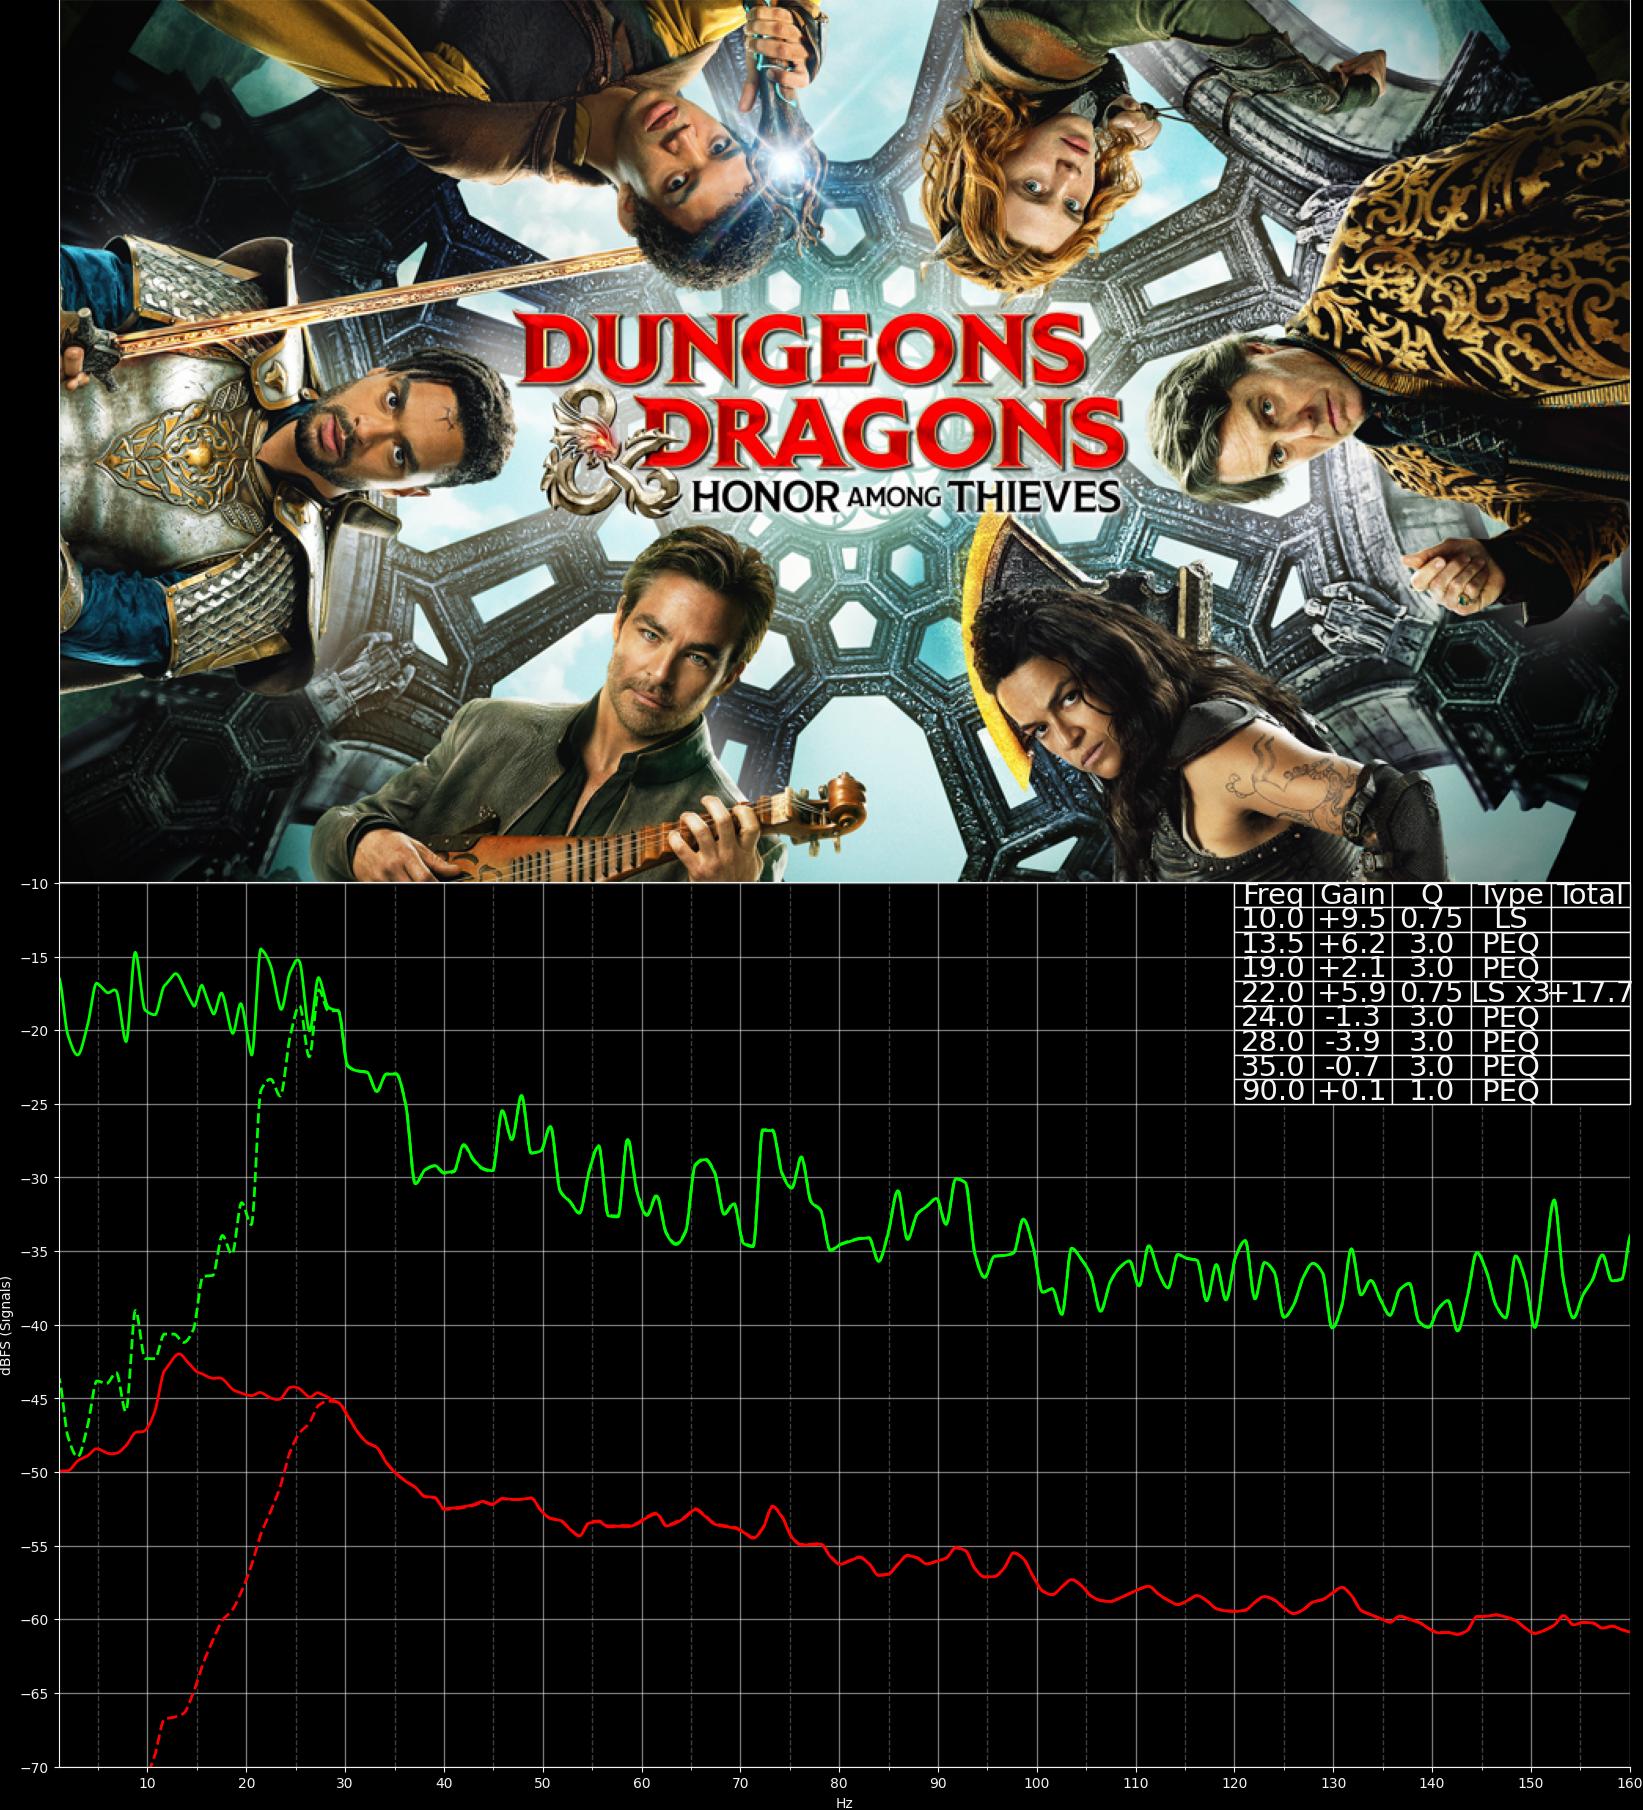 DUNGEONS
& DRAGONS
HONOR AMONG THIEVES
Freq Gain Q Type Total
10.0 +9.5 0.75 LS
13.5 +6.2 3.0 PEQ
19.0 +2.1 3.0 PEQ
22.0 +5.9 0.75 LS x3 +17.7
24.0 -1.3 3.0 PEQ
28.0 -3.9 3.0 PEQ
35.0 -0.7 3.0 PEQ
90.0 +0.1 1.0 PEQ
−10
−15
−20
−25
−30
−35
−40
−45
−50
−55
−60
−65
−70
dBFS (Signals)
10 20 30 40 50 60 70 80 90 100 110 120 130 140 150 160
Hz